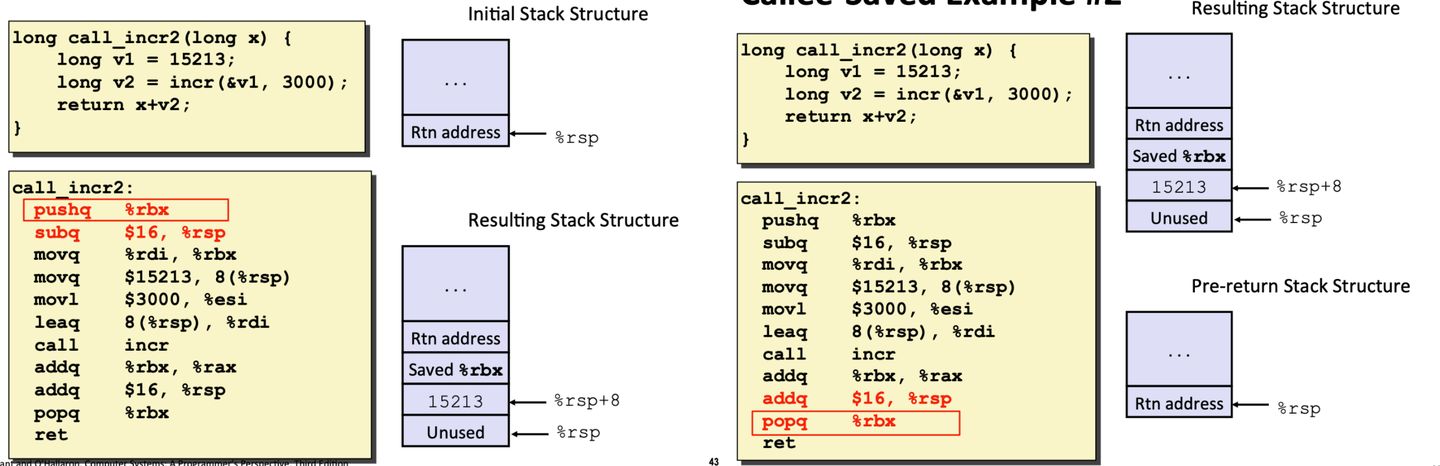 Initial Stack Structure
long call_incr2(long x) {
    long v1 = 15213;
    long v2 = incr(&v1, 3000);
    return x+v2;
}
...
Rtn address
%rsp
call_incr2:
  pushq   %rbx
  subq    $16, %rsp
  movq    %rdi, %rbx
  movq    $15213, 8(%rsp)
  movl    $3000, %esi
  leaq    8(%rsp), %rdi
  call    incr
  addq    %rbx, %rax
  addq    $16, %rsp
  popq    %rbx
  ret
Resulting Stack Structure
...
Rtn address
Saved %rbx
15213
%rsp+8
Unused
%rsp
ant and O'Hallaron, Computer Systems: A Programmer's Perspective, Third Edition
43
Callee-Saved Example #2
long call_incr2(long x) {
    long v1 = 15213;
    long v2 = incr(&v1, 3000);
    return x+v2;
}
call_incr2:
  pushq   %rbx
  subq    $16, %rsp
  movq    %rdi, %rbx
  movq    $15213, 8(%rsp)
  movl    $3000, %esi
  leaq    8(%rsp), %rdi
  call    incr
  addq    %rbx, %rax
  addq    $16, %rsp
  popq    %rbx
  ret
Resulting Stack Structure
...
Rtn address
Saved %rbx
15213
%rsp+8
Unused
%rsp
Pre-return Stack Structure
...
Rtn address
%rsp